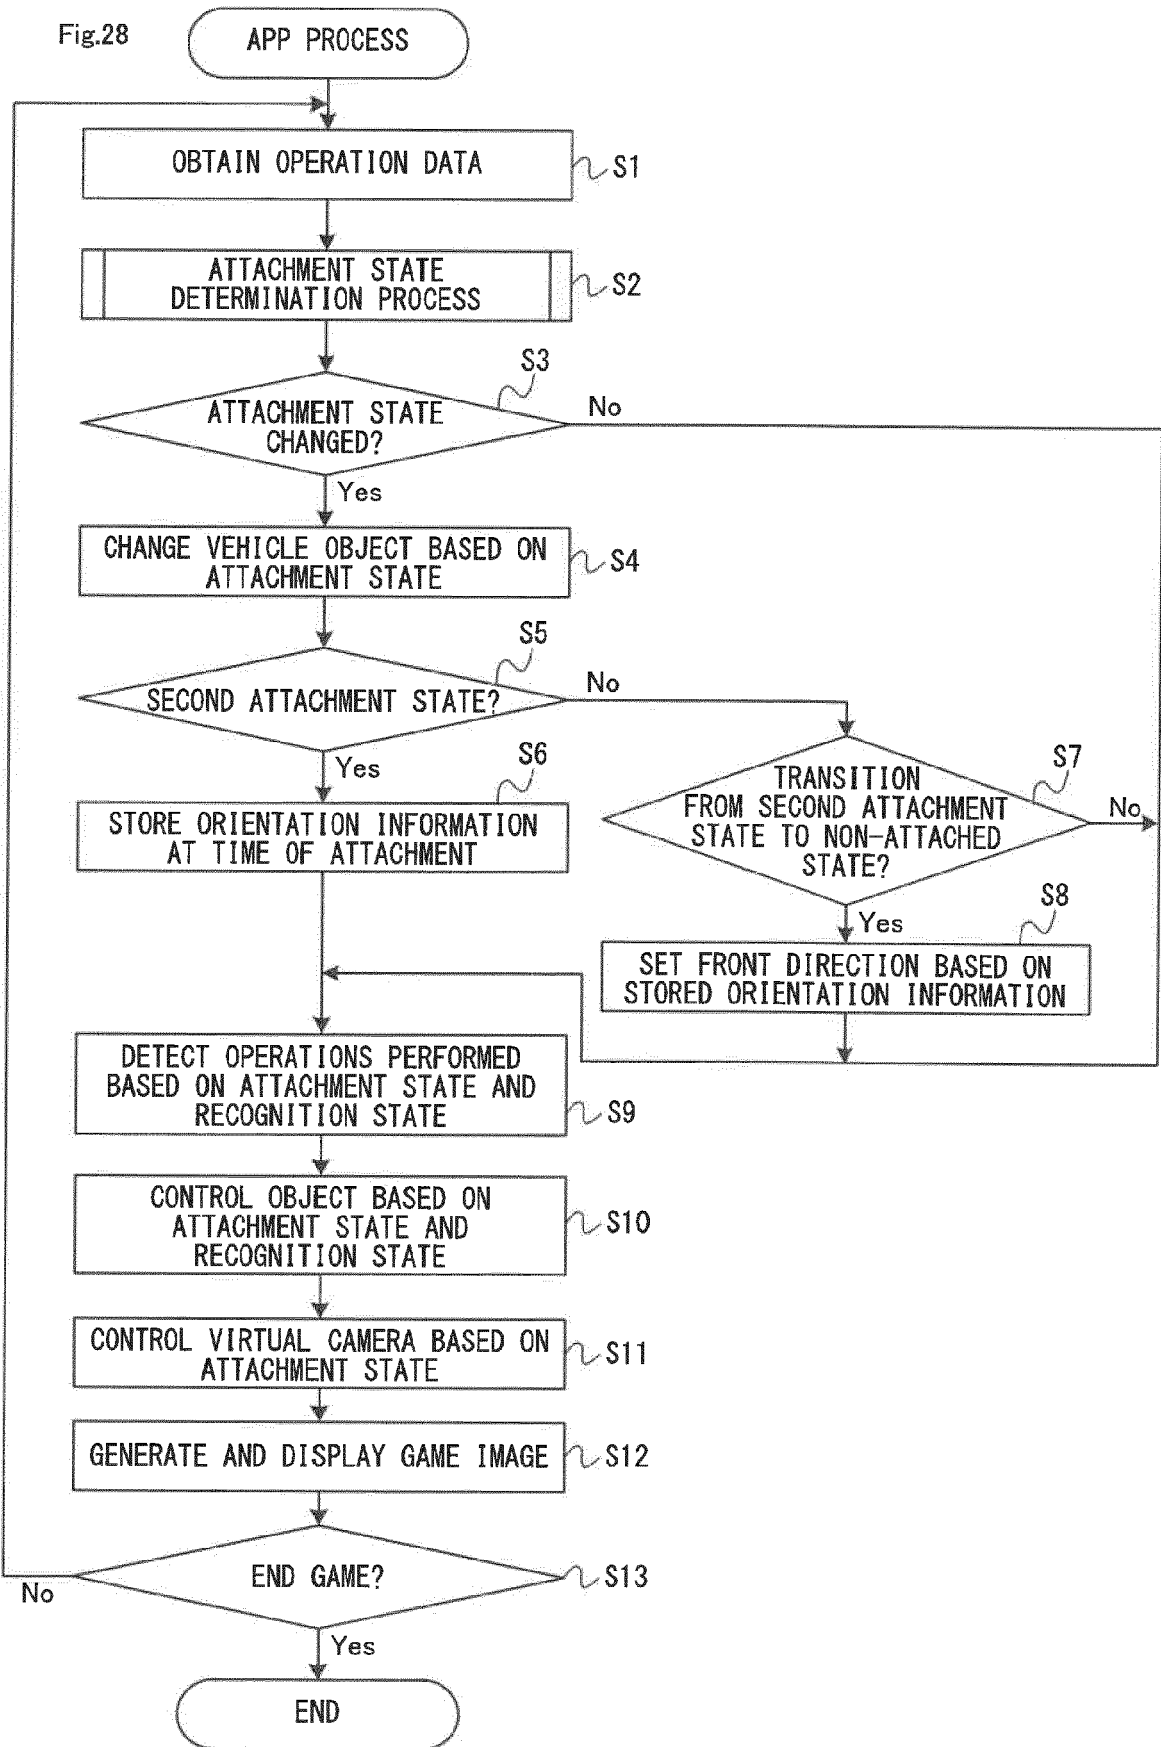 Fig.28
APP PROCESS
OBTAIN OPERATION DATA
S1
ATTACHMENT STATE
DETERMINATION PROCESS
S2
S3
ATTACHMENT STATE
CHANGED?
No
Yes
CHANGE VEHICLE OBJECT BASED ON
ATTACHMENT STATE
S4
S5
SECOND ATTACHMENT STATE?
No
Yes
S6
STORE ORIENTATION INFORMATION
AT TIME OF ATTACHMENT
S7
TRANSITION
FROM SECOND ATTACHMENT
STATE TO NON-ATTACHED
STATE?
No
Yes
S8
SET FRONT DIRECTION BASED ON
STORED ORIENTATION INFORMATION
DETECT OPERATIONS PERFORMED
BASED ON ATTACHMENT STATE AND
RECOGNITION STATE
S9
CONTROL OBJECT BASED ON
ATTACHMENT STATE AND
RECOGNITION STATE
S10
CONTROL VIRTUAL CAMERA BASED ON
ATTACHMENT STATE
S11
GENERATE AND DISPLAY GAME IMAGE
S12
END GAME?
S13
No
Yes
END